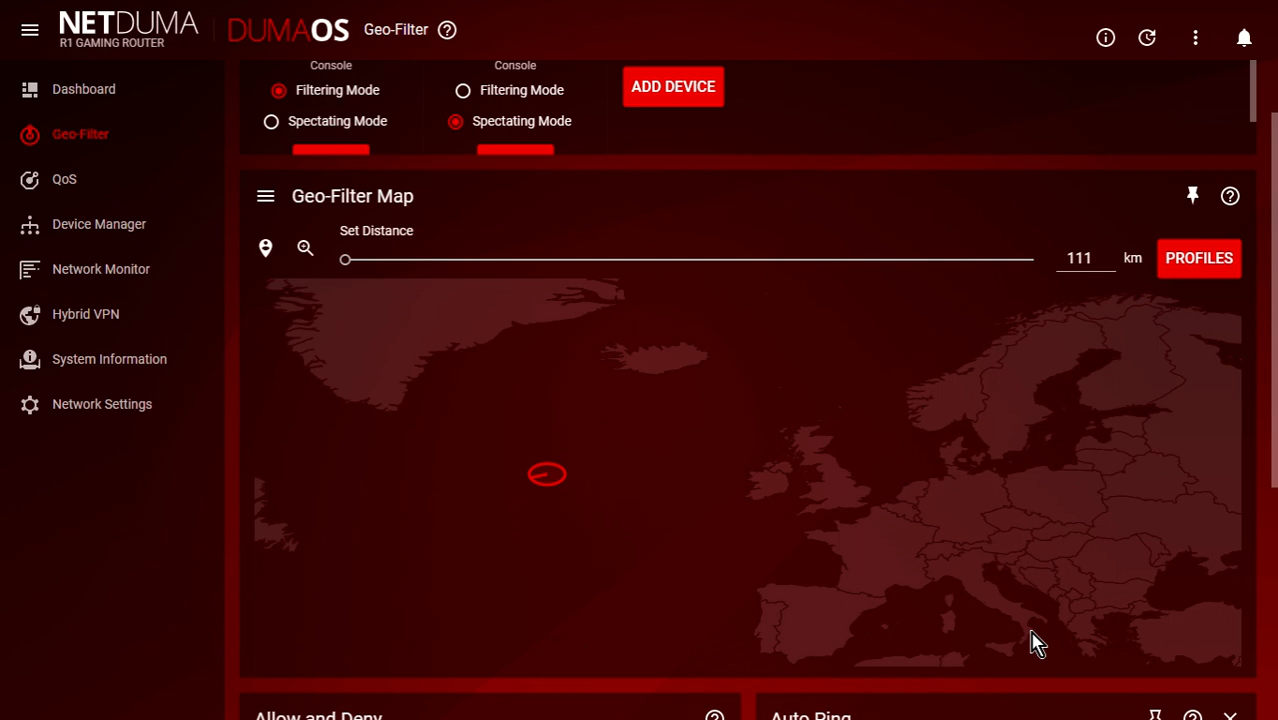 NETDUMA
R1 GAMING ROUTER
DUMAOS
Geo-Filter
Dashboard
Geo-Filter
QoS
Device Manager
Network Monitor
Hybrid VPN
System Information
Network Settings
Console
Filtering Mode
Spectating Mode
Console
Filtering Mode
Spectating Mode
ADD DEVICE
Geo-Filter Map
Set Distance
111 km
PROFILES
Allow and Deny
Auto Ping